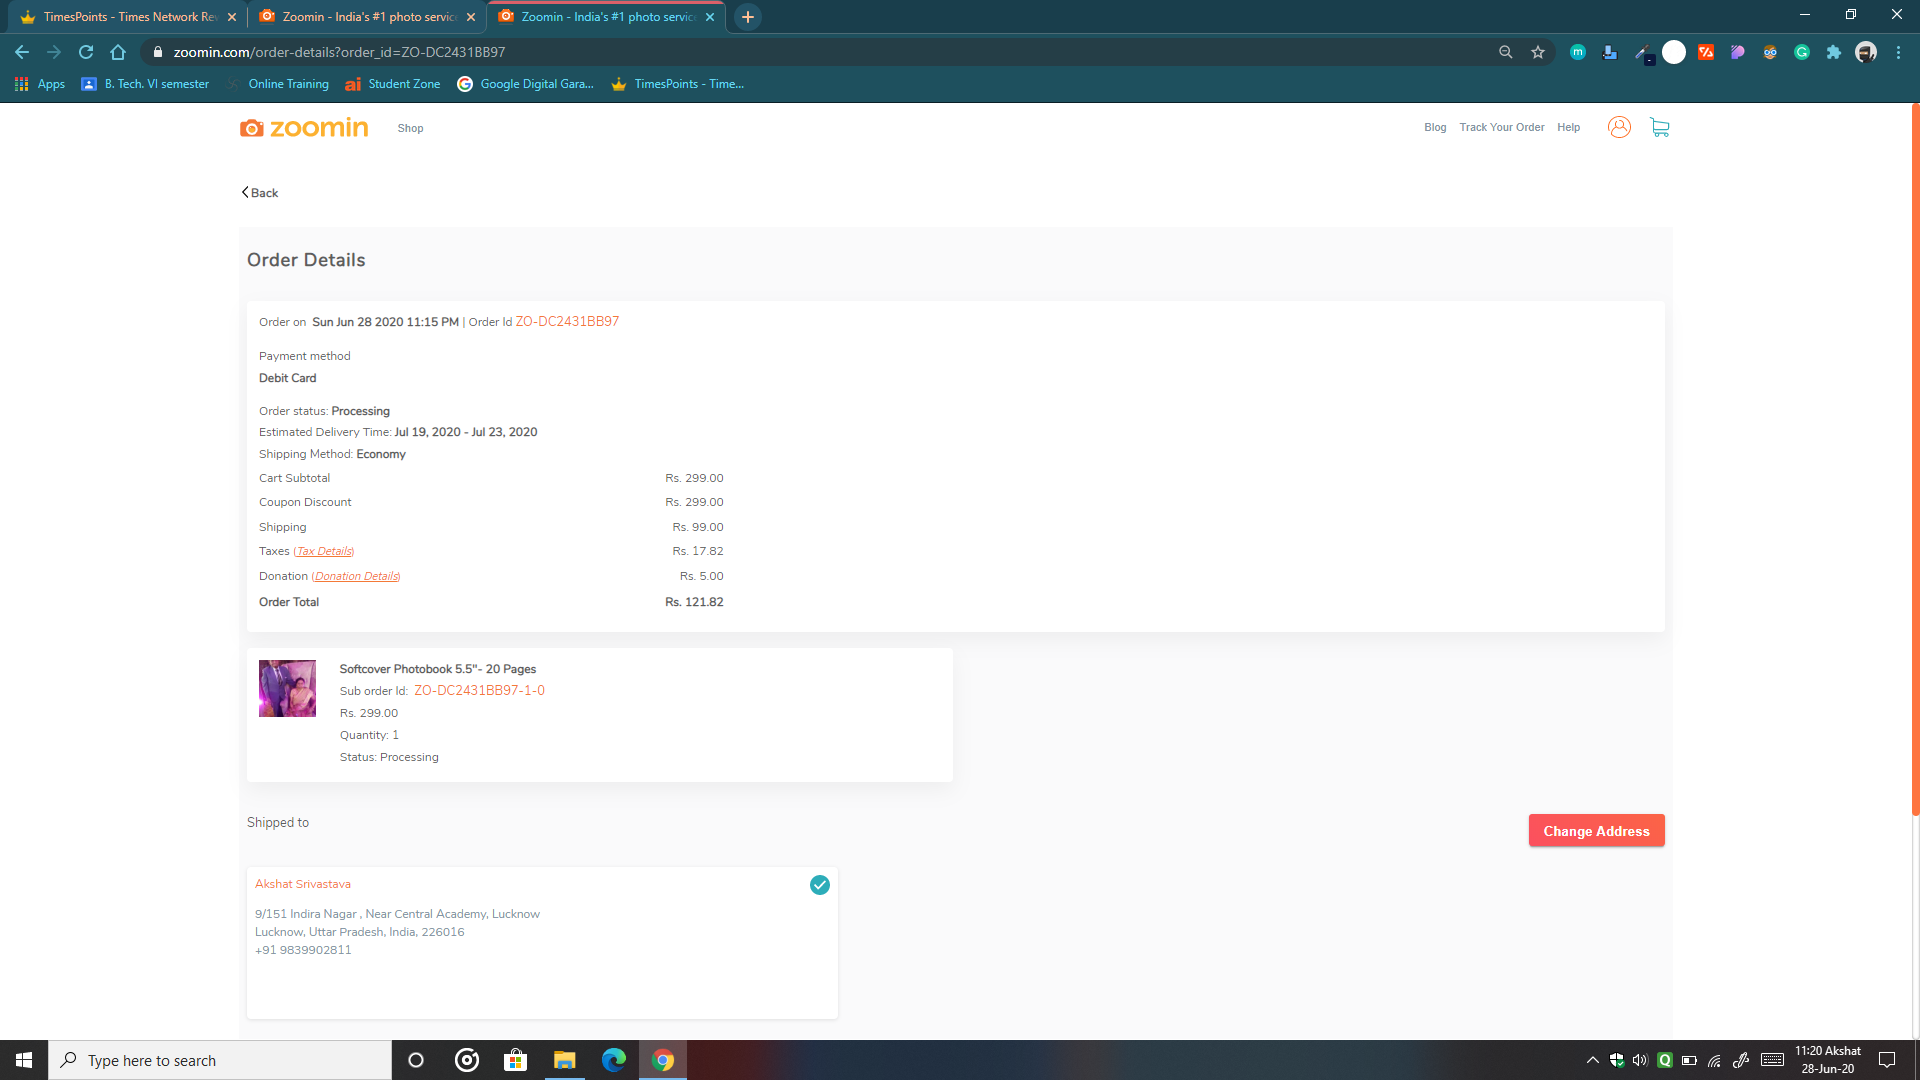 TimesPoints - Times Network Re
Zoomin - India's #1 photo servic
Zoomin - India's #1 photo servic
zoomin.com/order-details?order_id=ZO-DC2431BB97
Apps
B. Tech. VI semester
Online Training
ai Student Zone
Google Digital Gara...
TimesPoints - Time...
zoomin
Shop
Blog
Track Your Order
Help
Back
Order Details
Order on Sun Jun 28 2020 11:15 PM | Order Id ZO-DC2431BB97
Payment method
Debit Card
Order status: Processing
Estimated Delivery Time: Jul 19, 2020 - Jul 23, 2020
Shipping Method: Economy
Cart Subtotal Rs. 299.00
Coupon Discount Rs. 299.00
Shipping Rs. 99.00
Taxes (Tax Details) Rs. 17.82
Donation (Donation Details) Rs. 5.00
Order Total Rs. 121.82
Softcover Photobook 5.5"- 20 Pages
Sub order Id: ZO-DC2431BB97-1-0
Rs. 299.00
Quantity: 1
Status: Processing
Shipped to
Change Address
Akshat Srivastava
9/151 Indira Nagar , Near Central Academy, Lucknow
Lucknow, Uttar Pradesh, India, 226016
+91 9839902811
Type here to search
11:20 Akshat
28-Jun-20